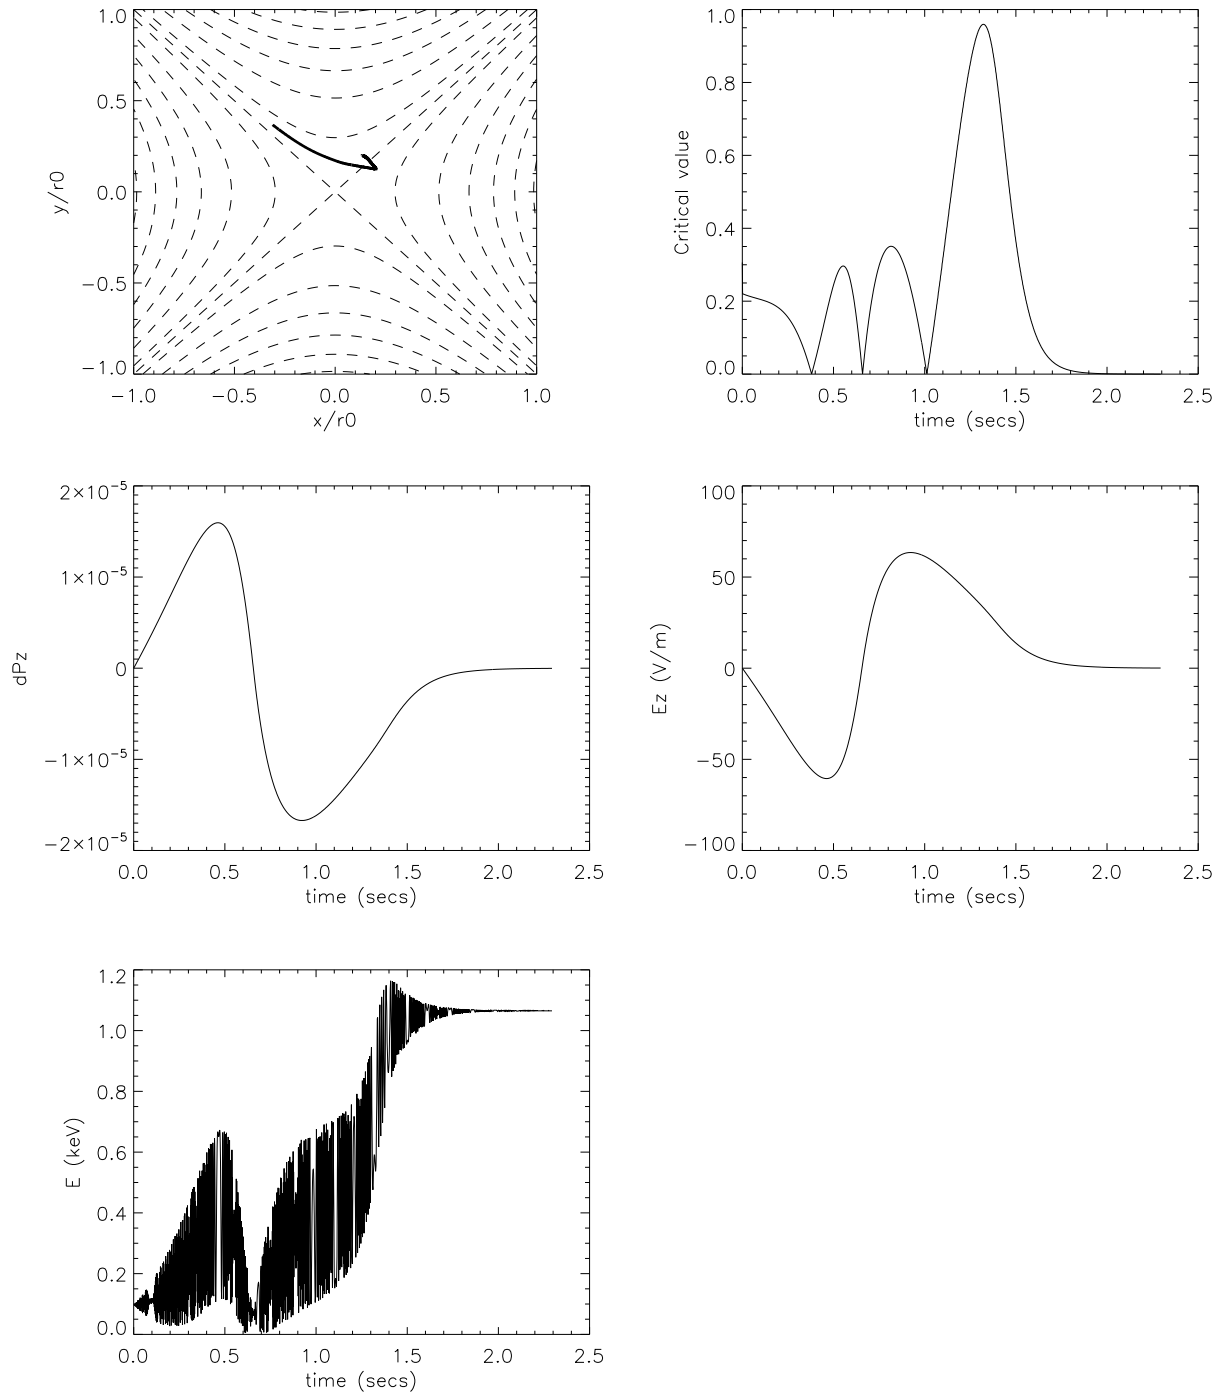 1.0
0.5
0.0
−0.5
−1.0
y/r0
−1.0 −0.5 0.0 0.5 1.0
x/r0
1.0
0.8
0.6
0.4
0.2
0.0
Critical value
0.0 0.5 1.0 1.5 2.0 2.5
time (secs)
2×10⁻⁵
1×10⁻⁵
0
−1×10⁻⁵
−2×10⁻⁵
dPz
0.0 0.5 1.0 1.5 2.0 2.5
time (secs)
100
50
0
−50
−100
Ez (V/m)
0.0 0.5 1.0 1.5 2.0 2.5
time (secs)
1.2
1.0
0.8
0.6
0.4
0.2
0.0
E (keV)
0.0 0.5 1.0 1.5 2.0 2.5
time (secs)